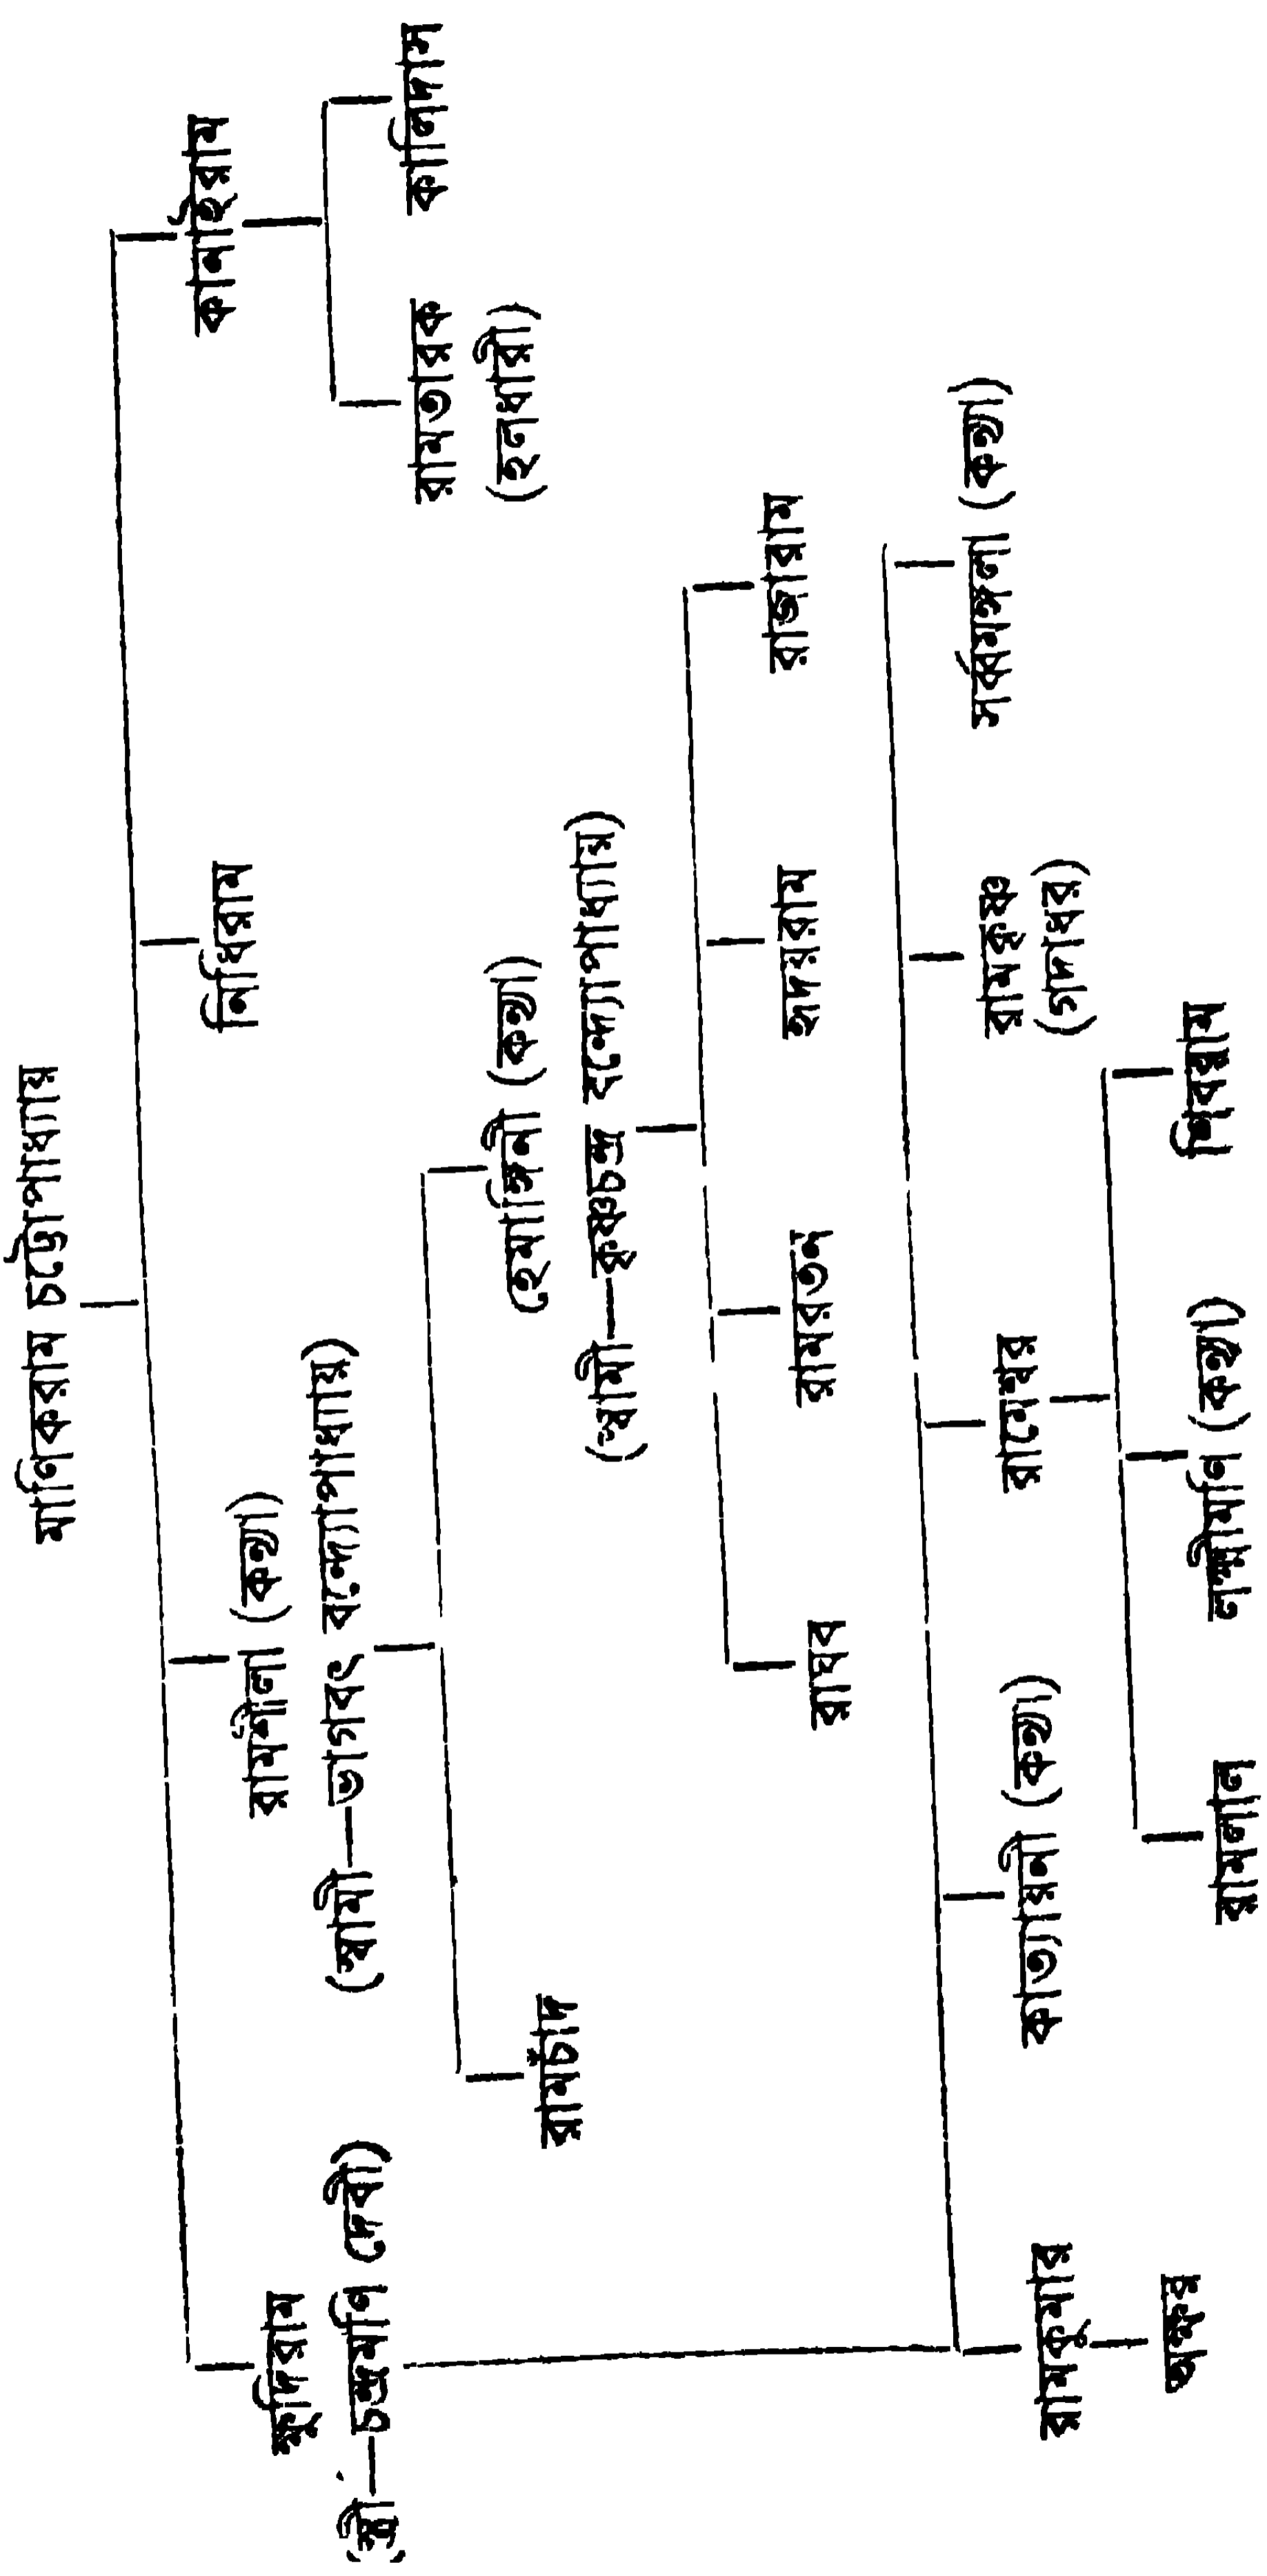 মাণিকরাম চট্টোপাধ্যায়
ক্ষুদিরাম
(স্ত্রী—চন্দ্রমণি দেবী)
রামশীলা (কন্যা)
(স্বামী—ভাগবৎ বন্দ্যোপাধ্যায়)
নিধিরাম
কানাইরাম
রামচাঁদ
হেমাঙ্গিনী (কন্যা)
(স্বামী—কৃষ্ণচন্দ্র বন্দ্যোপাধ্যায়)
রামতারক
(হলধারী)
কালিদাস
রাঘব
রামরতন
হৃদয়রাম
রাজারাম
রামকুমার
কাত্যায়নী (কন্যা)
রামেশ্বর
রামকৃষ্ণ
(গদাধর)
সর্ব্বমঙ্গলা (কন্যা)
অক্ষয়
রামলাল
লক্ষ্মীমণি (কন্যা)
শিবরাম